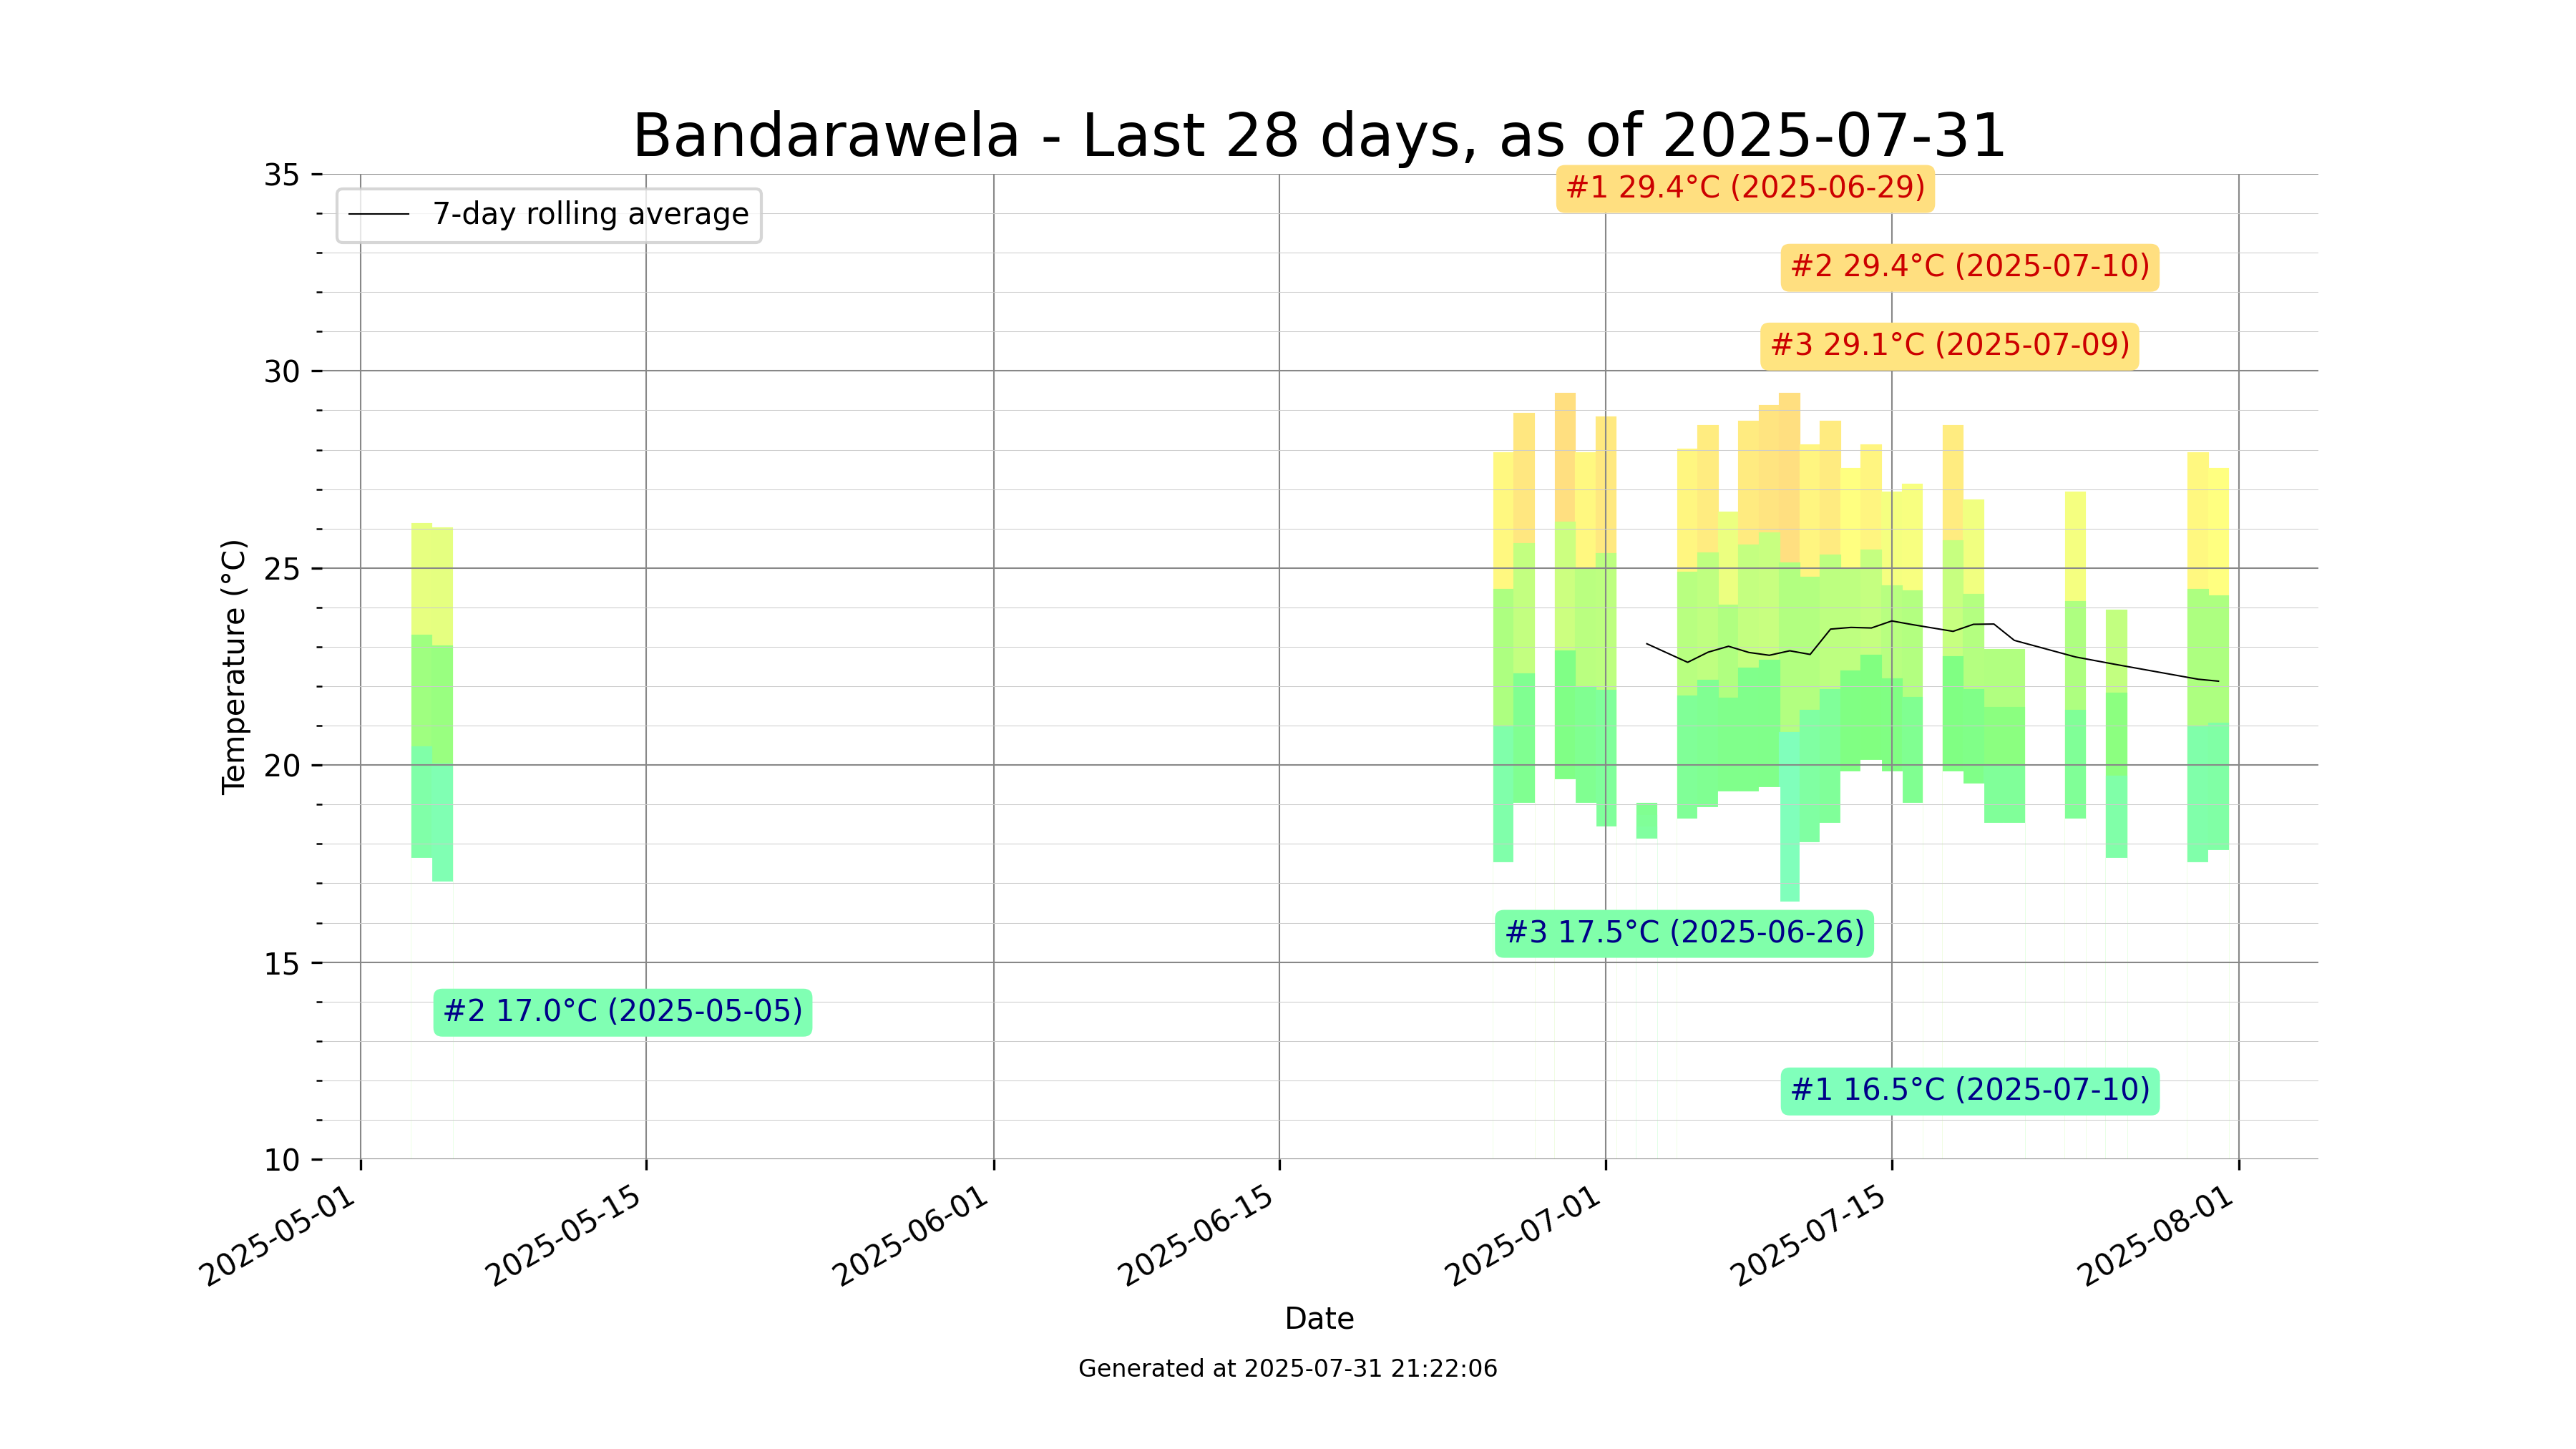 Bandarawela - Last 28 days, as of 2025-07-31
7-day rolling average
#1 29.4°C (2025-06-29)
#2 29.4°C (2025-07-10)
#3 29.1°C (2025-07-09)
#3 17.5°C (2025-06-26)
#2 17.0°C (2025-05-05)
#1 16.5°C (2025-07-10)
Temperature (°C)
35
30
25
20
15
10
2025-05-01
2025-05-15
2025-06-01
2025-06-15
2025-07-01
2025-07-15
2025-08-01
Date
Generated at 2025-07-31 21:22:06